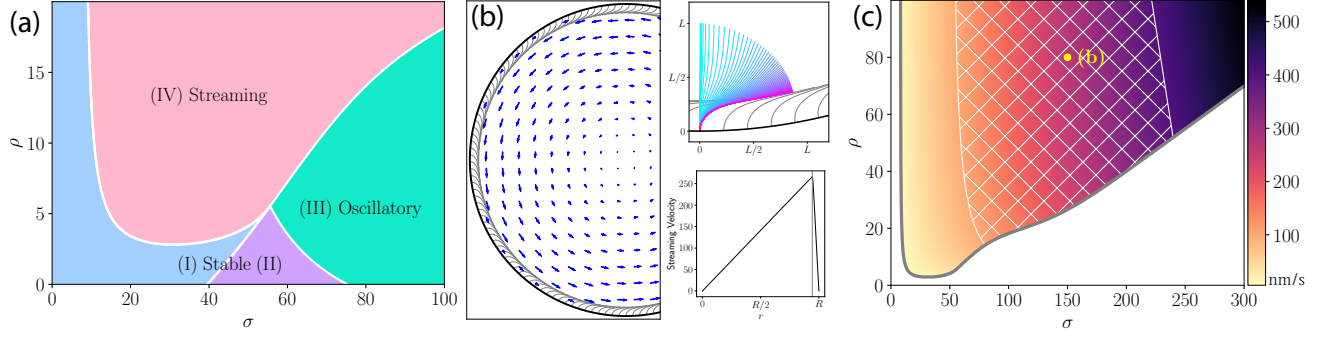 (a)
15
10
5
0
ρ
(IV) Streaming
(III) Oscillatory
(I) Stable (II)
0 20 40 60 80 100
σ
(b)
L
L/2
0
0 L/2 L
Streaming Velocity
250
200
150
100
50
0
0 R/2 R
r
(c)
80
60
40
20
0
ρ
(b)
0 50 100 150 200 250 300
σ
500
400
300
200
100
nm/s